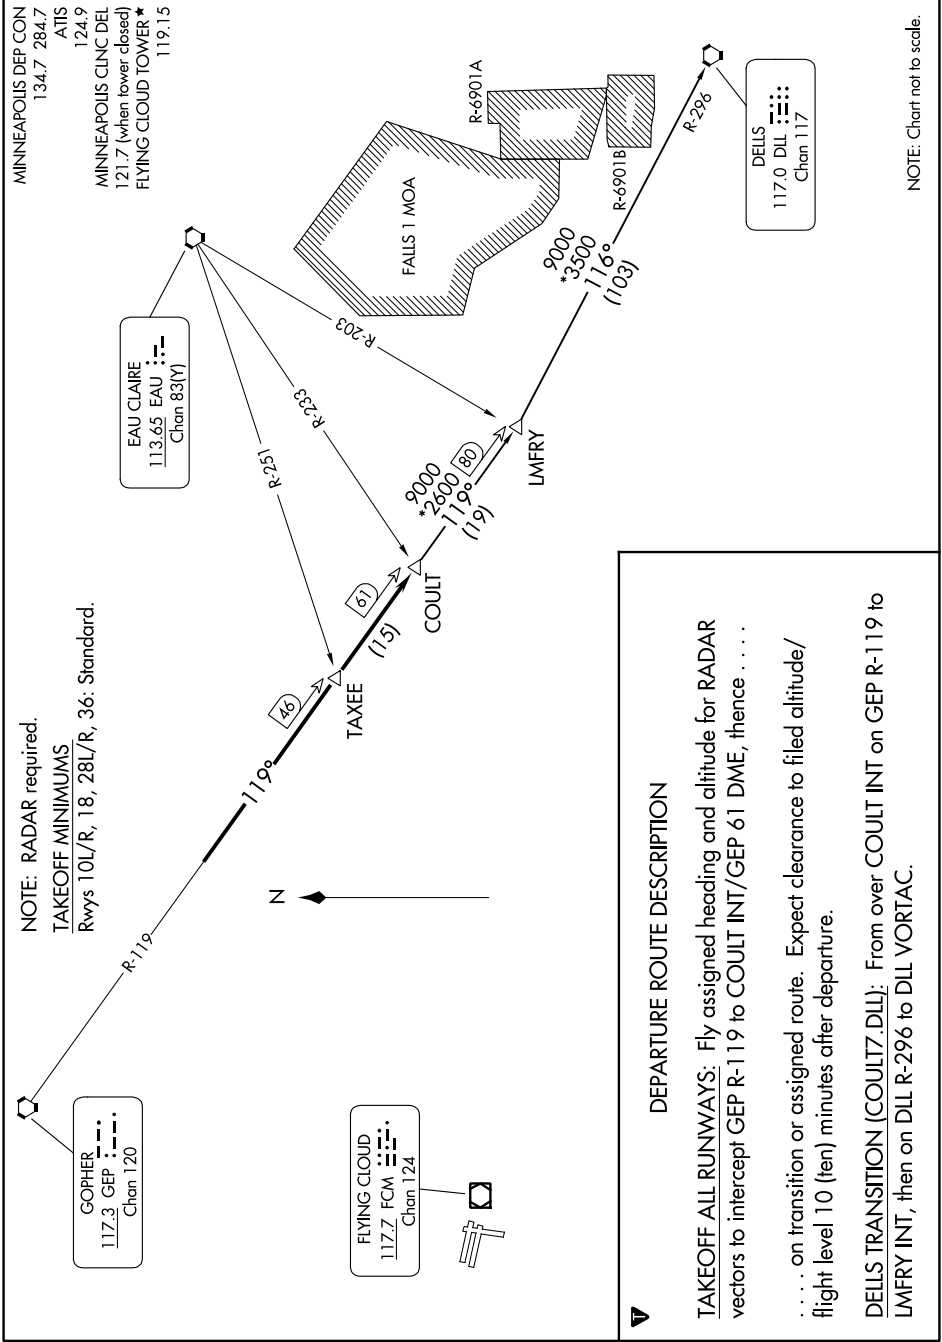 MINNEAPOLIS DEP CON
134.7 284.7
ATIS
124.9
MINNEAPOLIS CLNC DEL
121.7 (when tower closed)
FLYING CLOUD TOWER ★
119.15
NOTE: RADAR required.
TAKEOFF MINIMUMS
Rwys 10L/R, 18, 28L/R, 36: Standard.
GOPHER
117.3 GEP
Chan 120
R-119
119°
46
TAXEE
(15)
61
COULT
9000
*2600
119°
(19)
80
LMFRY
9000
*3500
116°
(103)
R-296
EAU CLAIRE
113.65 EAU
Chan 83(Y)
R-251
R-233
R-203
FALLS 1 MOA
R-6901A
R-6901B
DELLS
117.0 DLL
Chan 117
FLYING CLOUD
117.7 FCM
Chan 124
N
NOTE: Chart not to scale.
T
DEPARTURE ROUTE DESCRIPTION
TAKEOFF ALL RUNWAYS: Fly assigned heading and altitude for RADAR
vectors to intercept GEP R-119 to COULT INT/GEP 61 DME, thence . . . .
. . . . on transition or assigned route. Expect clearance to filed altitude/
flight level 10 (ten) minutes after departure.
DELLS TRANSITION (COULT7.DLL): From over COULT INT on GEP R-119 to
LMFRY INT, then on DLL R-296 to DLL VORTAC.